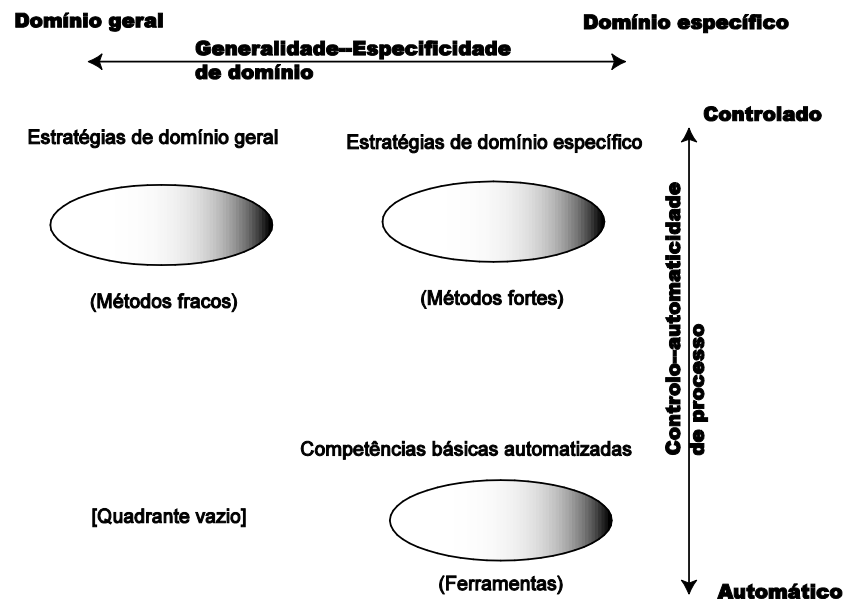 Domínio geral
Domínio específico
Generalidade--Especificidade
de domínio
Controlado
Estratégias de domínio geral
Estratégias de domínio específico
(Métodos fracos)
(Métodos fortes)
Controlo--automaticidade
de processo
Competências básicas automatizadas
[Quadrante vazio]
(Ferramentas)
Automático